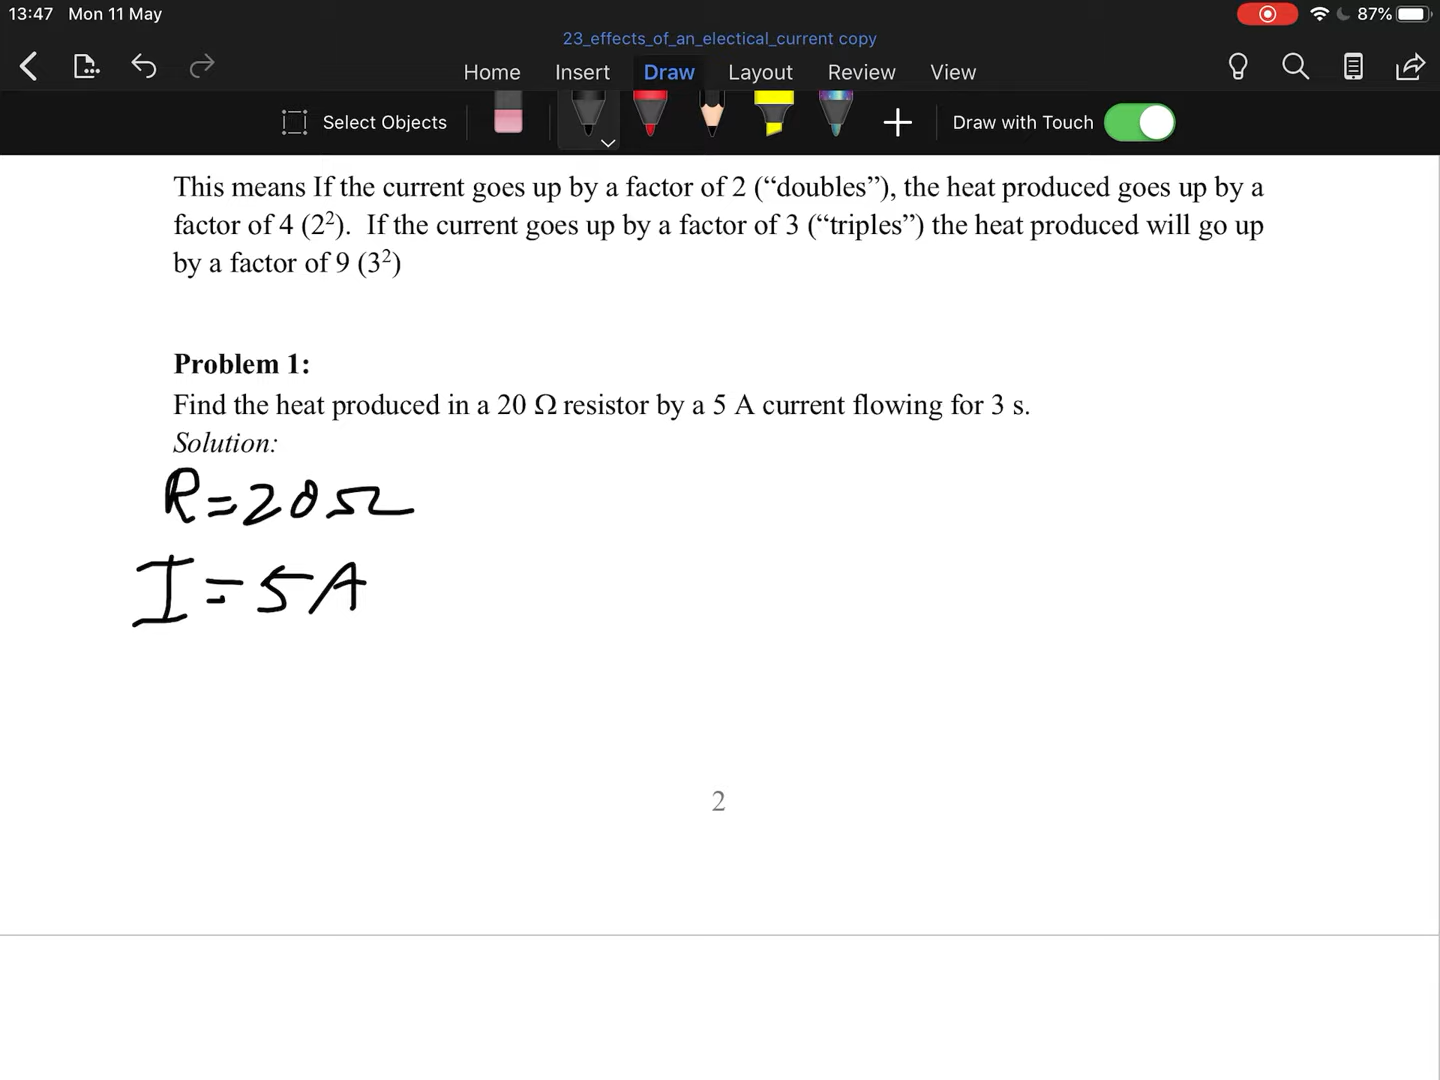 13:47 Mon 11 May 87%
23_effects_of_an_electical_current copy
Home Insert Draw Layout Review View
Select Objects Draw with Touch
This means If the current goes up by a factor of 2 (“doubles”), the heat produced goes up by a
factor of 4 (2²). If the current goes up by a factor of 3 (“triples”) the heat produced will go up
by a factor of 9 (3²)
Problem 1:
Find the heat produced in a 20 Ω resistor by a 5 A current flowing for 3 s.
Solution:
R=20Ω
I=5A
2